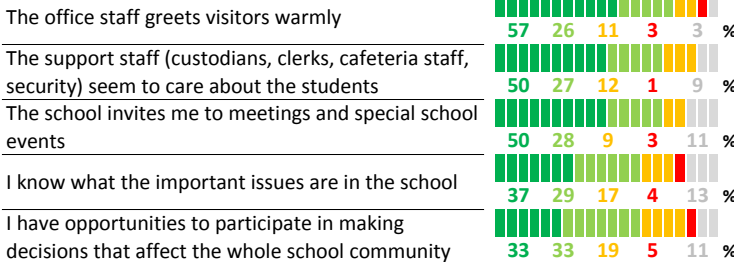 The office staff greets visitors warmly
57 26 11 3 3 %
The support staff (custodians, clerks, cafeteria staff,
security) seem to care about the students
50 27 12 1 9 %
The school invites me to meetings and special school
events
50 28 9 3 11 %
I know what the important issues are in the school
37 29 17 4 13 %
I have opportunities to participate in making
decisions that affect the whole school community
33 33 19 5 11 %